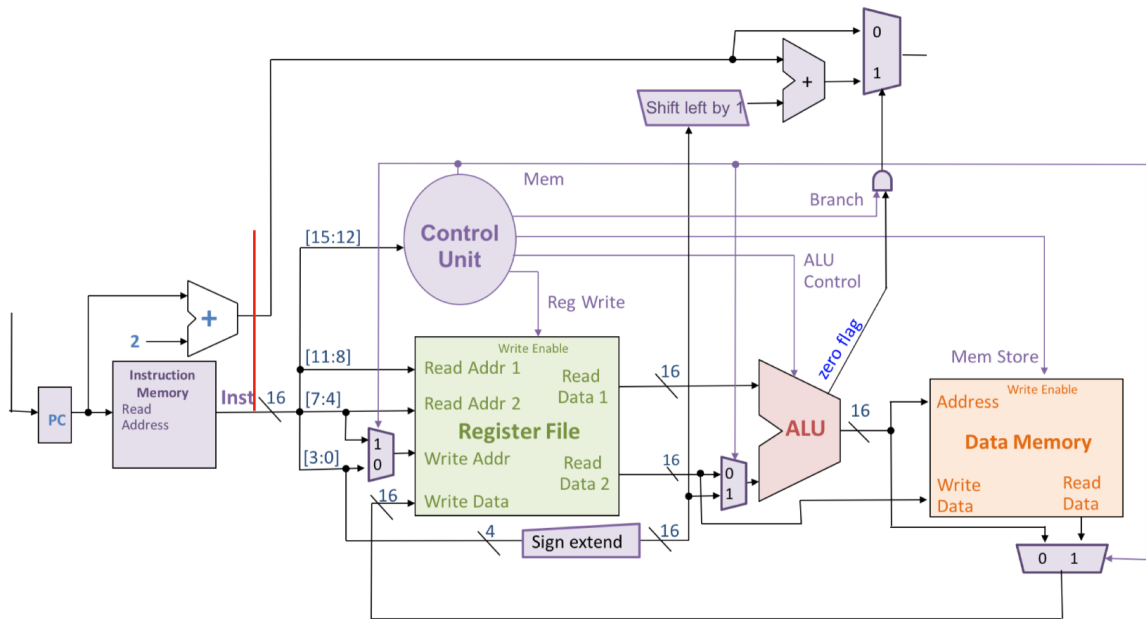 0
1
+
Shift left by 1
Mem
Branch
[15:12]
Control
Unit
ALU
Control
Reg Write
zero flag
Mem Store
+
2
Instruction
Memory
Read
Address
PC
Inst
16
[11:8]
[7:4]
[3:0]
1
0
Write Enable
Read Addr 1
Read
Data 1
Read Addr 2
Register File
Write Addr
Read
Data 2
Write Data
16
16
16
0
1
ALU
16
Write Enable
Address
Data Memory
Write
Data
Read
Data
4
Sign extend
16
0 1